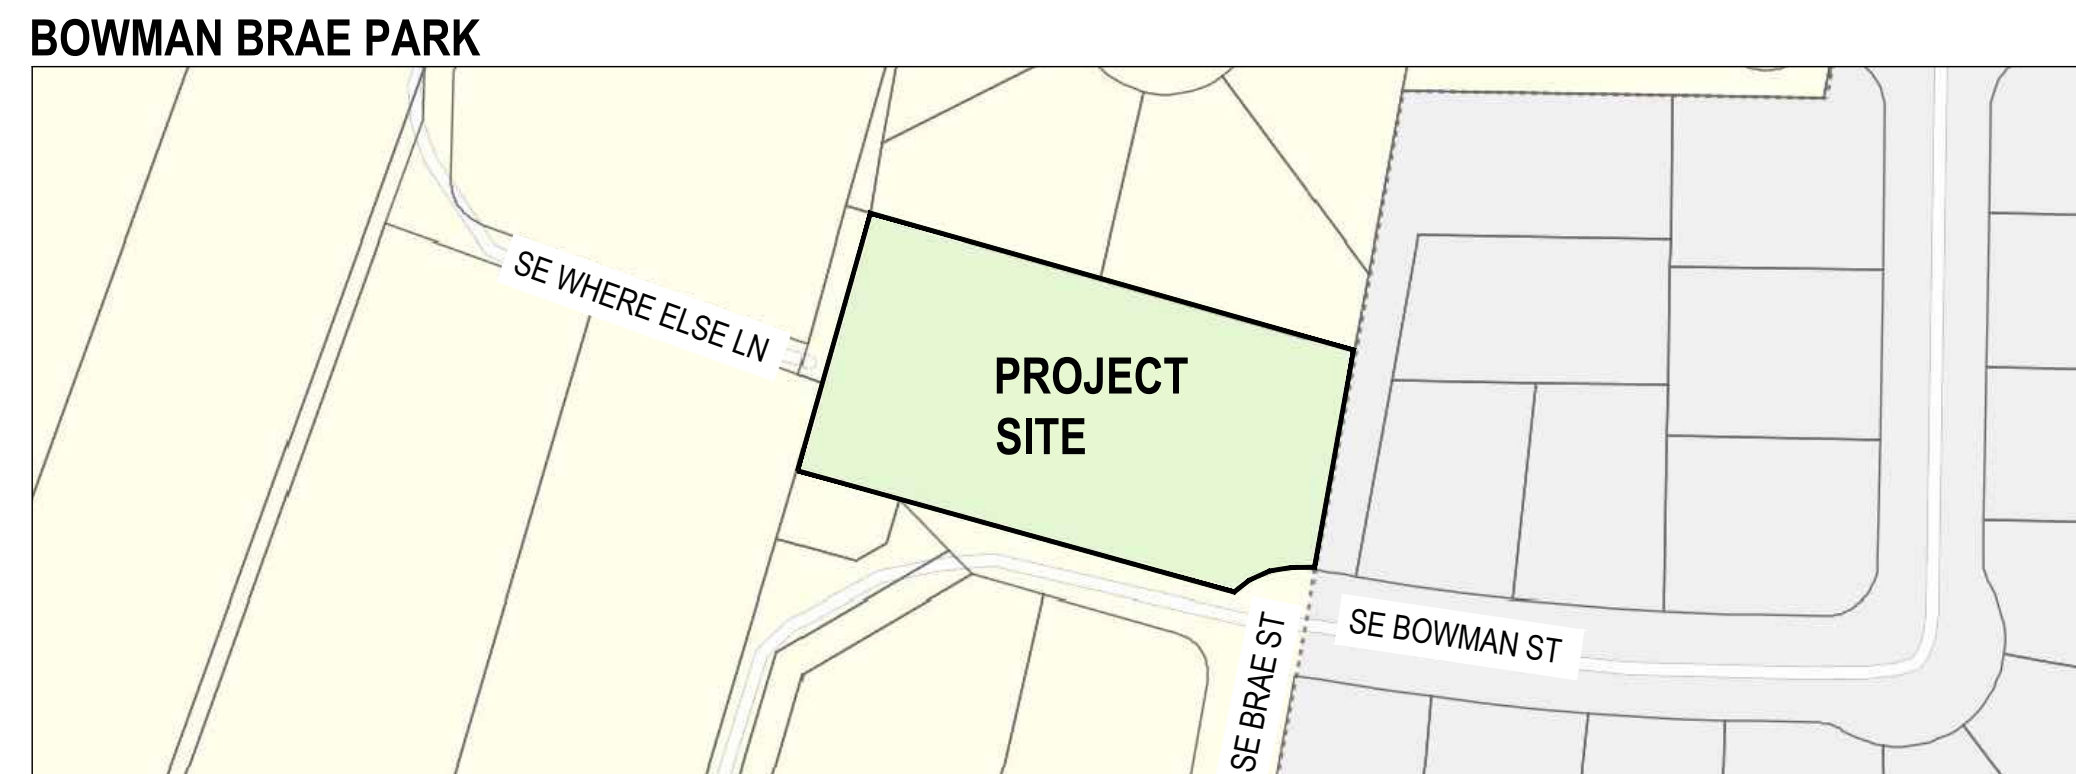 BOWMAN BRAE PARK
SE WHERE ELSE LN
PROJECT
SITE
SE BOWMAN ST
SE BRAE ST